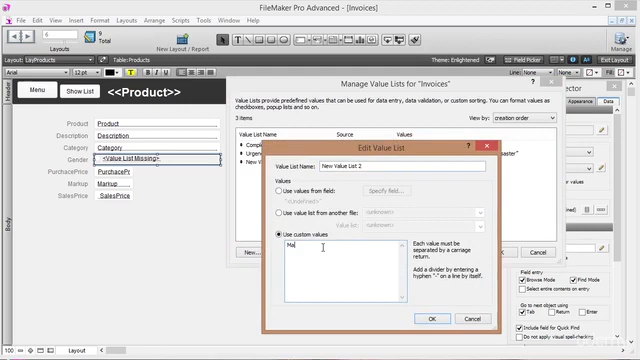 FileMaker Pro Advanced - [Invoices]
File Edit View Insert Format Layouts Arrange Scripts Tools Window Help
6
9
Total
Layouts
New Layout / Report
Layout: LayProducts
Table: Products
Theme: Enlightened
Field Picker
Exit Layout
Arial
12 pt
Line: None
Header
Menu
Show List
<<Product>>
Product Product
Description Description
Category Category
Gender <Value List Missing>
PurchasePrice PurchasePr
Markup Markup
SalesPrice SalesPrice
Body
Manage Value Lists for "Invoices"
Value Lists provide predefined values that can be used for data entry, data validation, or custom sorting. You can format values as
checkboxes, popup lists and so on.
3 items
View by: creation order
Value List Name Source Values
Comple
Urgenc
New V
New...
Cancel
Edit Value List
Value List Name: New Value List 2
Values
Use values from field: Specify field...
"<Undefined>"
Use value list from another file: <unknown>
Value list: <unknown>
Use custom values
Ma
Each value must be
separated by a carriage
return.
Add a divider by entering a
hyphen "-" on a line by itself.
OK
Cancel
Appearance
Data
Field entry:
Browse Mode Find Mode
Select entire contents on entry
Go to next object using
Tab Return Enter
Include field for Quick Find
Do not apply visual spell-checking
100
Layout